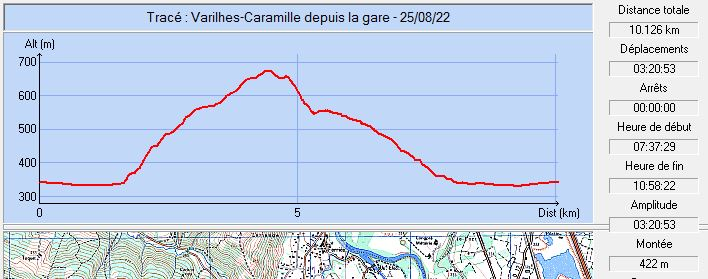 Tracé : Varilhes-Caramille depuis la gare - 25/08/22
Alt (m)
700
600
500
400
300
0
5
Dist (km)
Distance totale
10.126 km
Déplacements
03:20:53
Arrêts
00:00:00
Heure de début
07:37:29
Heure de fin
10:58:22
Amplitude
03:20:53
Montée
422 m